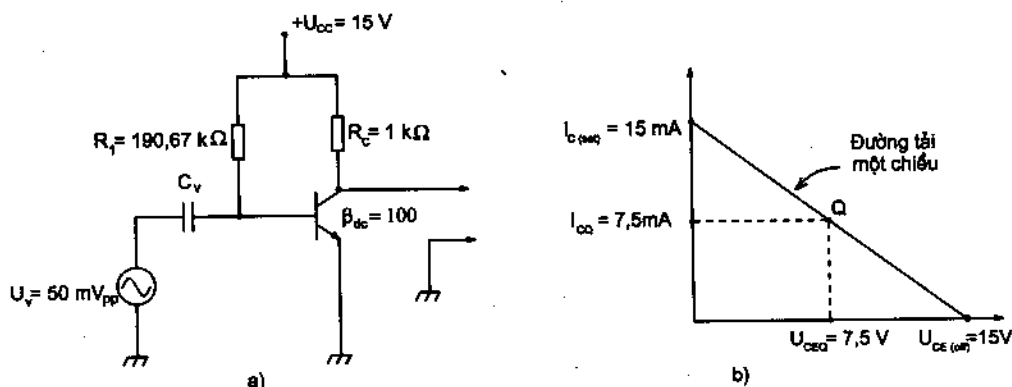 +U_CC = 15 V
R_1 = 190,67 kΩ
R_C = 1 kΩ
C_v
β_dc = 100
U_v = 50 mV_pp
a)
I_C (sat) = 15 mA
Đường tải
một chiều
Q
I_CQ = 7,5mA
U_CEQ = 7,5 V
U_CE (off) =15V
b)